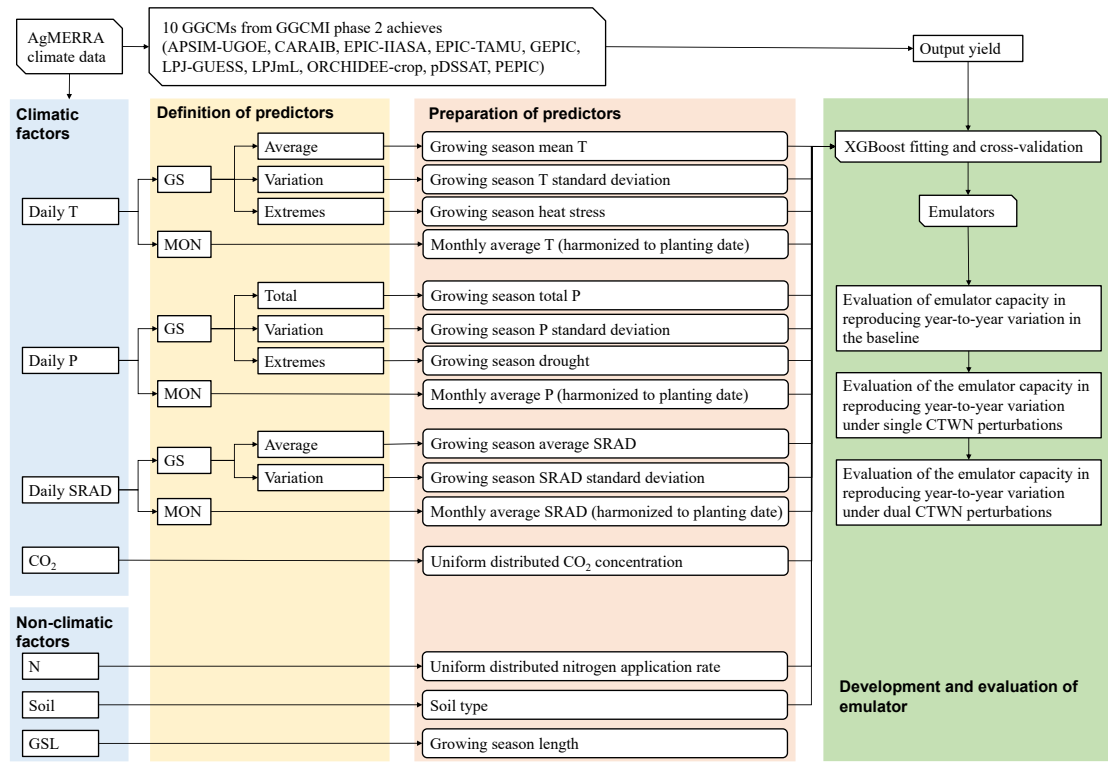 AgMERRA
climate data
10 GGCMs from GGCMI phase 2 achieves
(APSIM-UGOE, CARAIB, EPIC-IIASA, EPIC-TAMU, GEPIC,
LPJ-GUESS, LPJmL, ORCHIDEE-crop, pDSSAT, PEPIC)
Output yield
Climatic
factors
Daily T
Daily P
Daily SRAD
CO₂
Non-climatic
factors
N
Soil
GSL
Definition of predictors
GS
Average
Variation
Extremes
MON
GS
Total
Variation
Extremes
MON
GS
Average
Variation
MON
Preparation of predictors
Growing season mean T
Growing season T standard deviation
Growing season heat stress
Monthly average T (harmonized to planting date)
Growing season total P
Growing season P standard deviation
Growing season drought
Monthly average P (harmonized to planting date)
Growing season average SRAD
Growing season SRAD standard deviation
Monthly average SRAD (harmonized to planting date)
Uniform distributed CO₂ concentration
Uniform distributed nitrogen application rate
Soil type
Growing season length
XGBoost fitting and cross-validation
Emulators
Evaluation of emulator capacity in
reproducing year-to-year variation in
the baseline
Evaluation of the emulator capacity in
reproducing year-to-year variation
under single CTWN perturbations
Evaluation of the emulator capacity in
reproducing year-to-year variation
under dual CTWN perturbations
Development and evaluation of
emulator